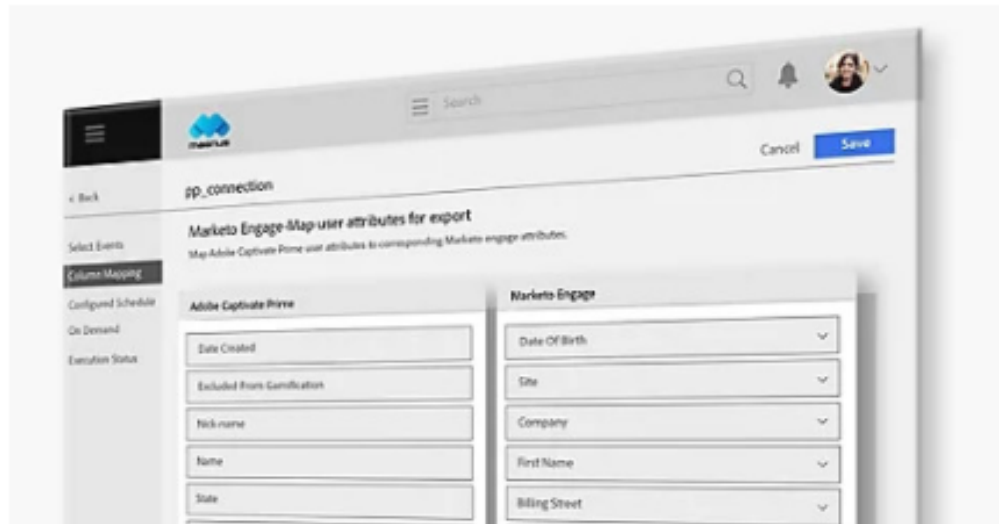 Search
Cancel
Save
< Back
pp_connection
Marketo Engage-Map user attributes for export
Map Adobe Captivate Prime user attributes to corresponding Marketo engage attributes.
Select Events
Column Mapping
Configured Schedule
On Demand
Execution Status
Adobe Captivate Prime
Date Created
Excluded From Gamification
Nick-name
Name
State
Marketo Engage
Date Of Birth
Site
Company
First Name
Billing Street